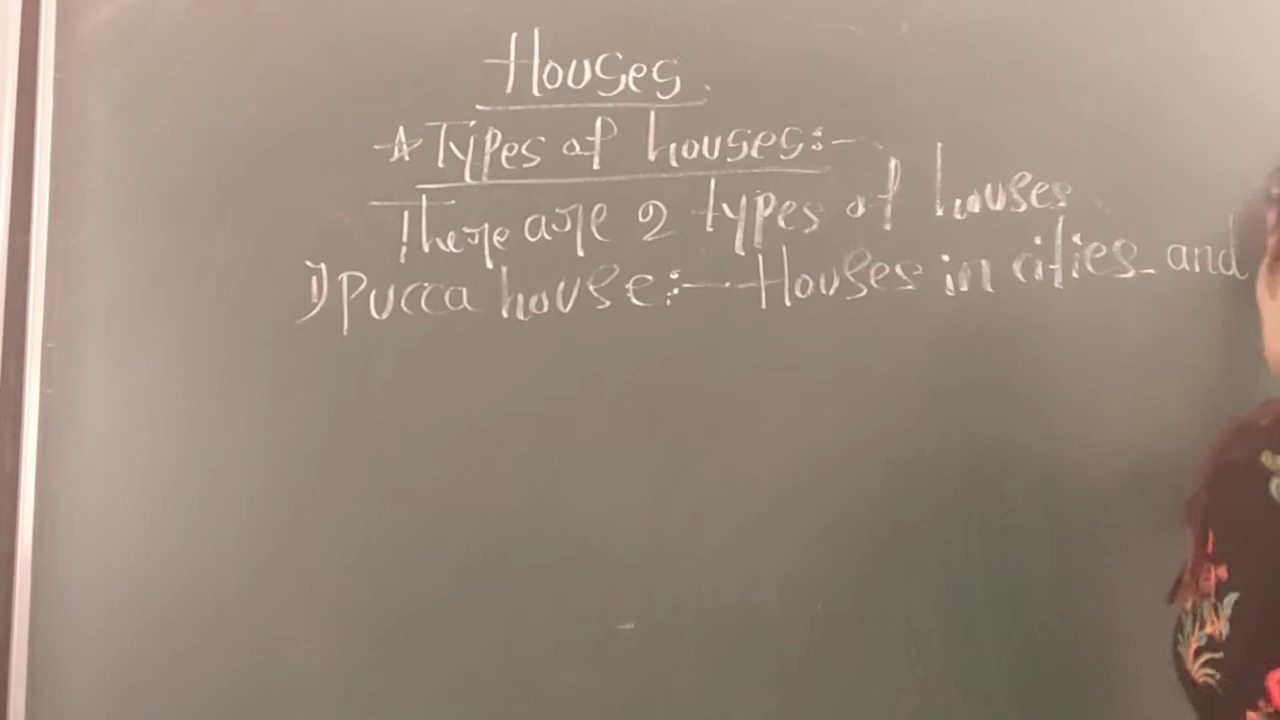 Houses.
* Types of houses:-
There are 2 types of houses
1) Pucca house:- Houses in cities and